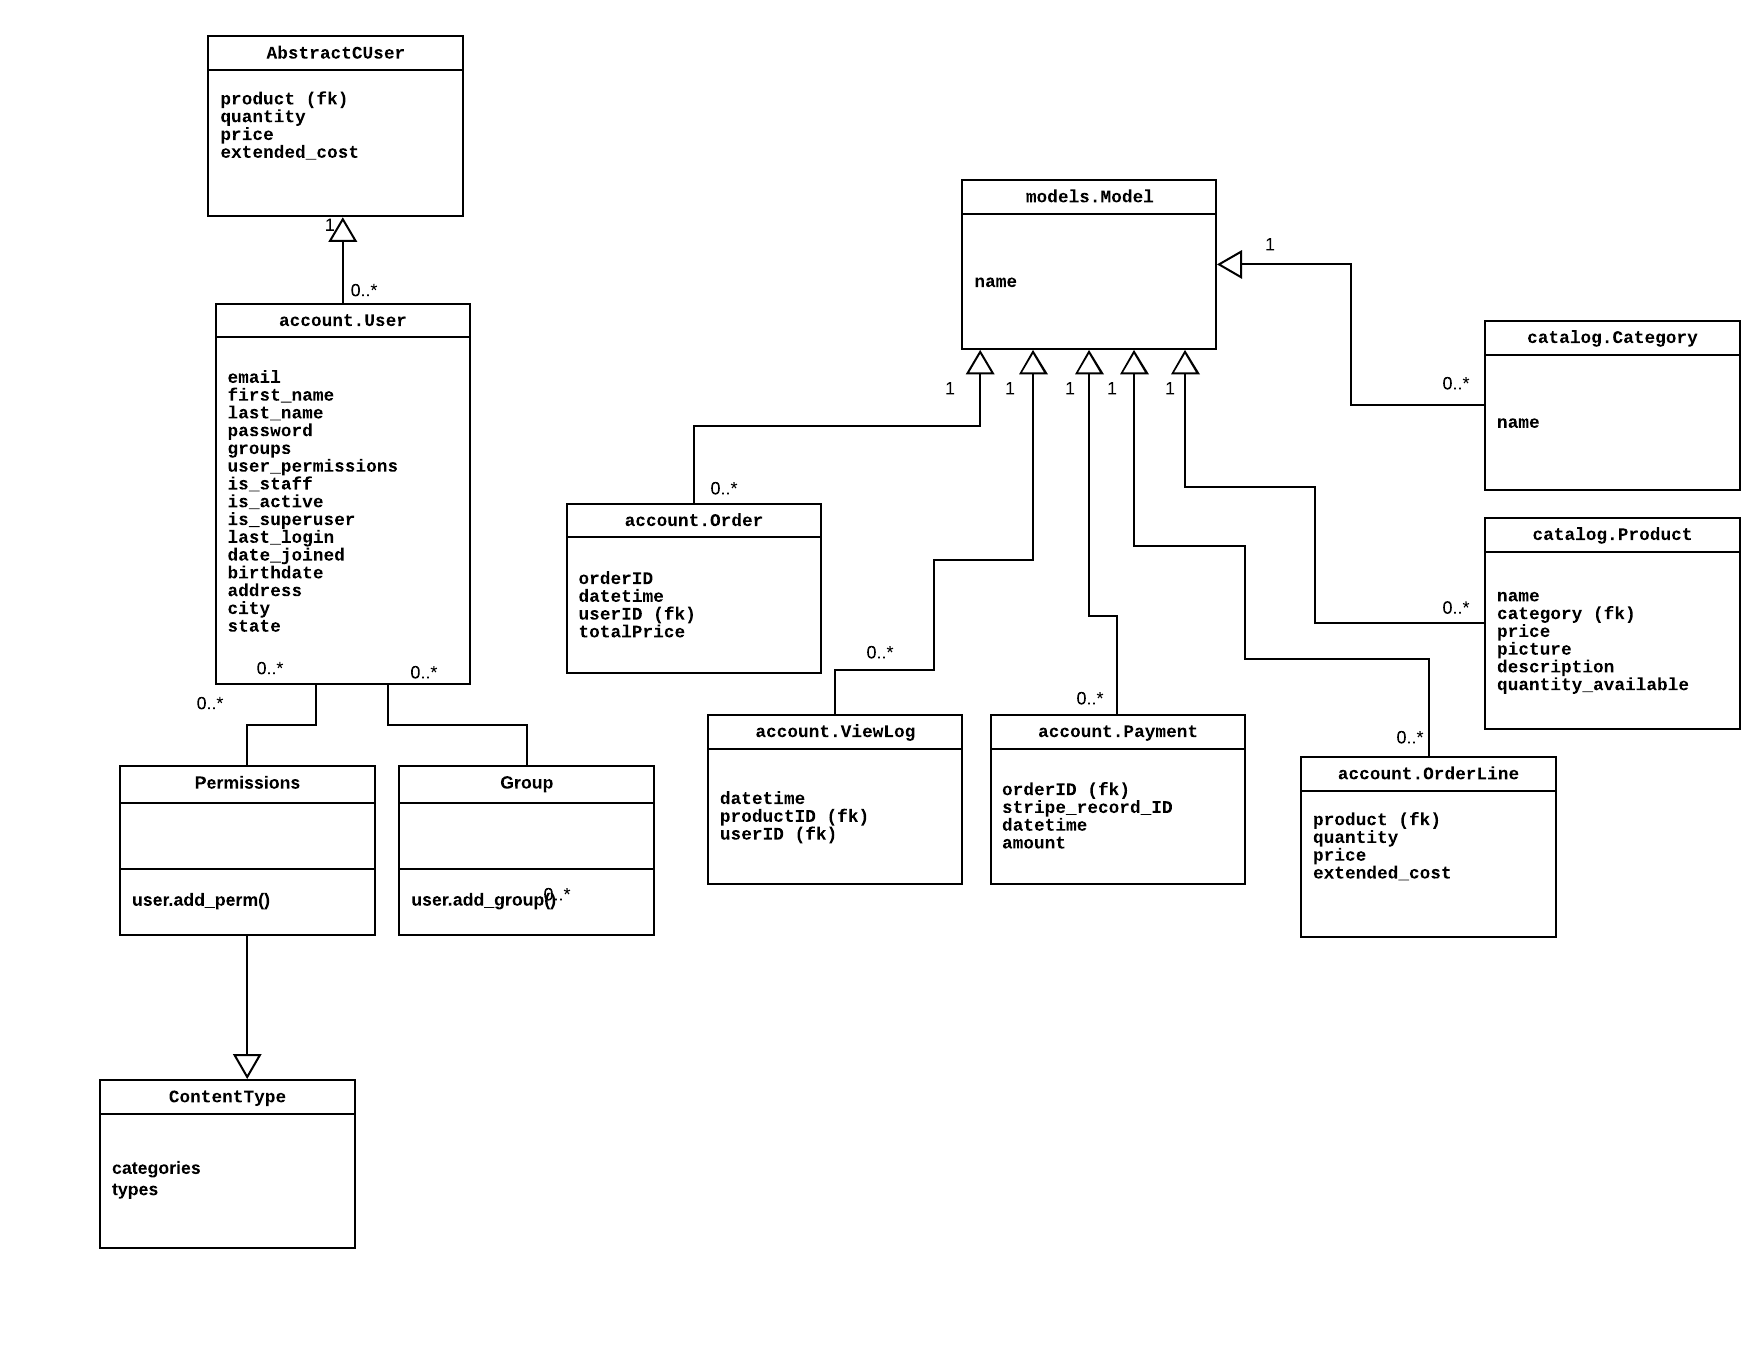 AbstractCUser
product (fk)
quantity
price
extended_cost
1
0..*
account.User
email
first_name
last_name
password
groups
user_permissions
is_staff
is_active
is_superuser
last_login
date_joined
birthdate
address
city
state
0..*
0..*
0..*
Permissions
user.add_perm()
Group
user.add_group()
0..*
ContentType
categories
types
models.Model
name
1
1
1
1
1
1
0..*
catalog.Category
name
0..*
account.Order
orderID
datetime
userID (fk)
totalPrice
catalog.Product
name
category (fk)
price
picture
description
quantity_available
0..*
0..*
account.ViewLog
datetime
productID (fk)
userID (fk)
0..*
account.Payment
orderID (fk)
stripe_record_ID
datetime
amount
0..*
account.OrderLine
product (fk)
quantity
price
extended_cost